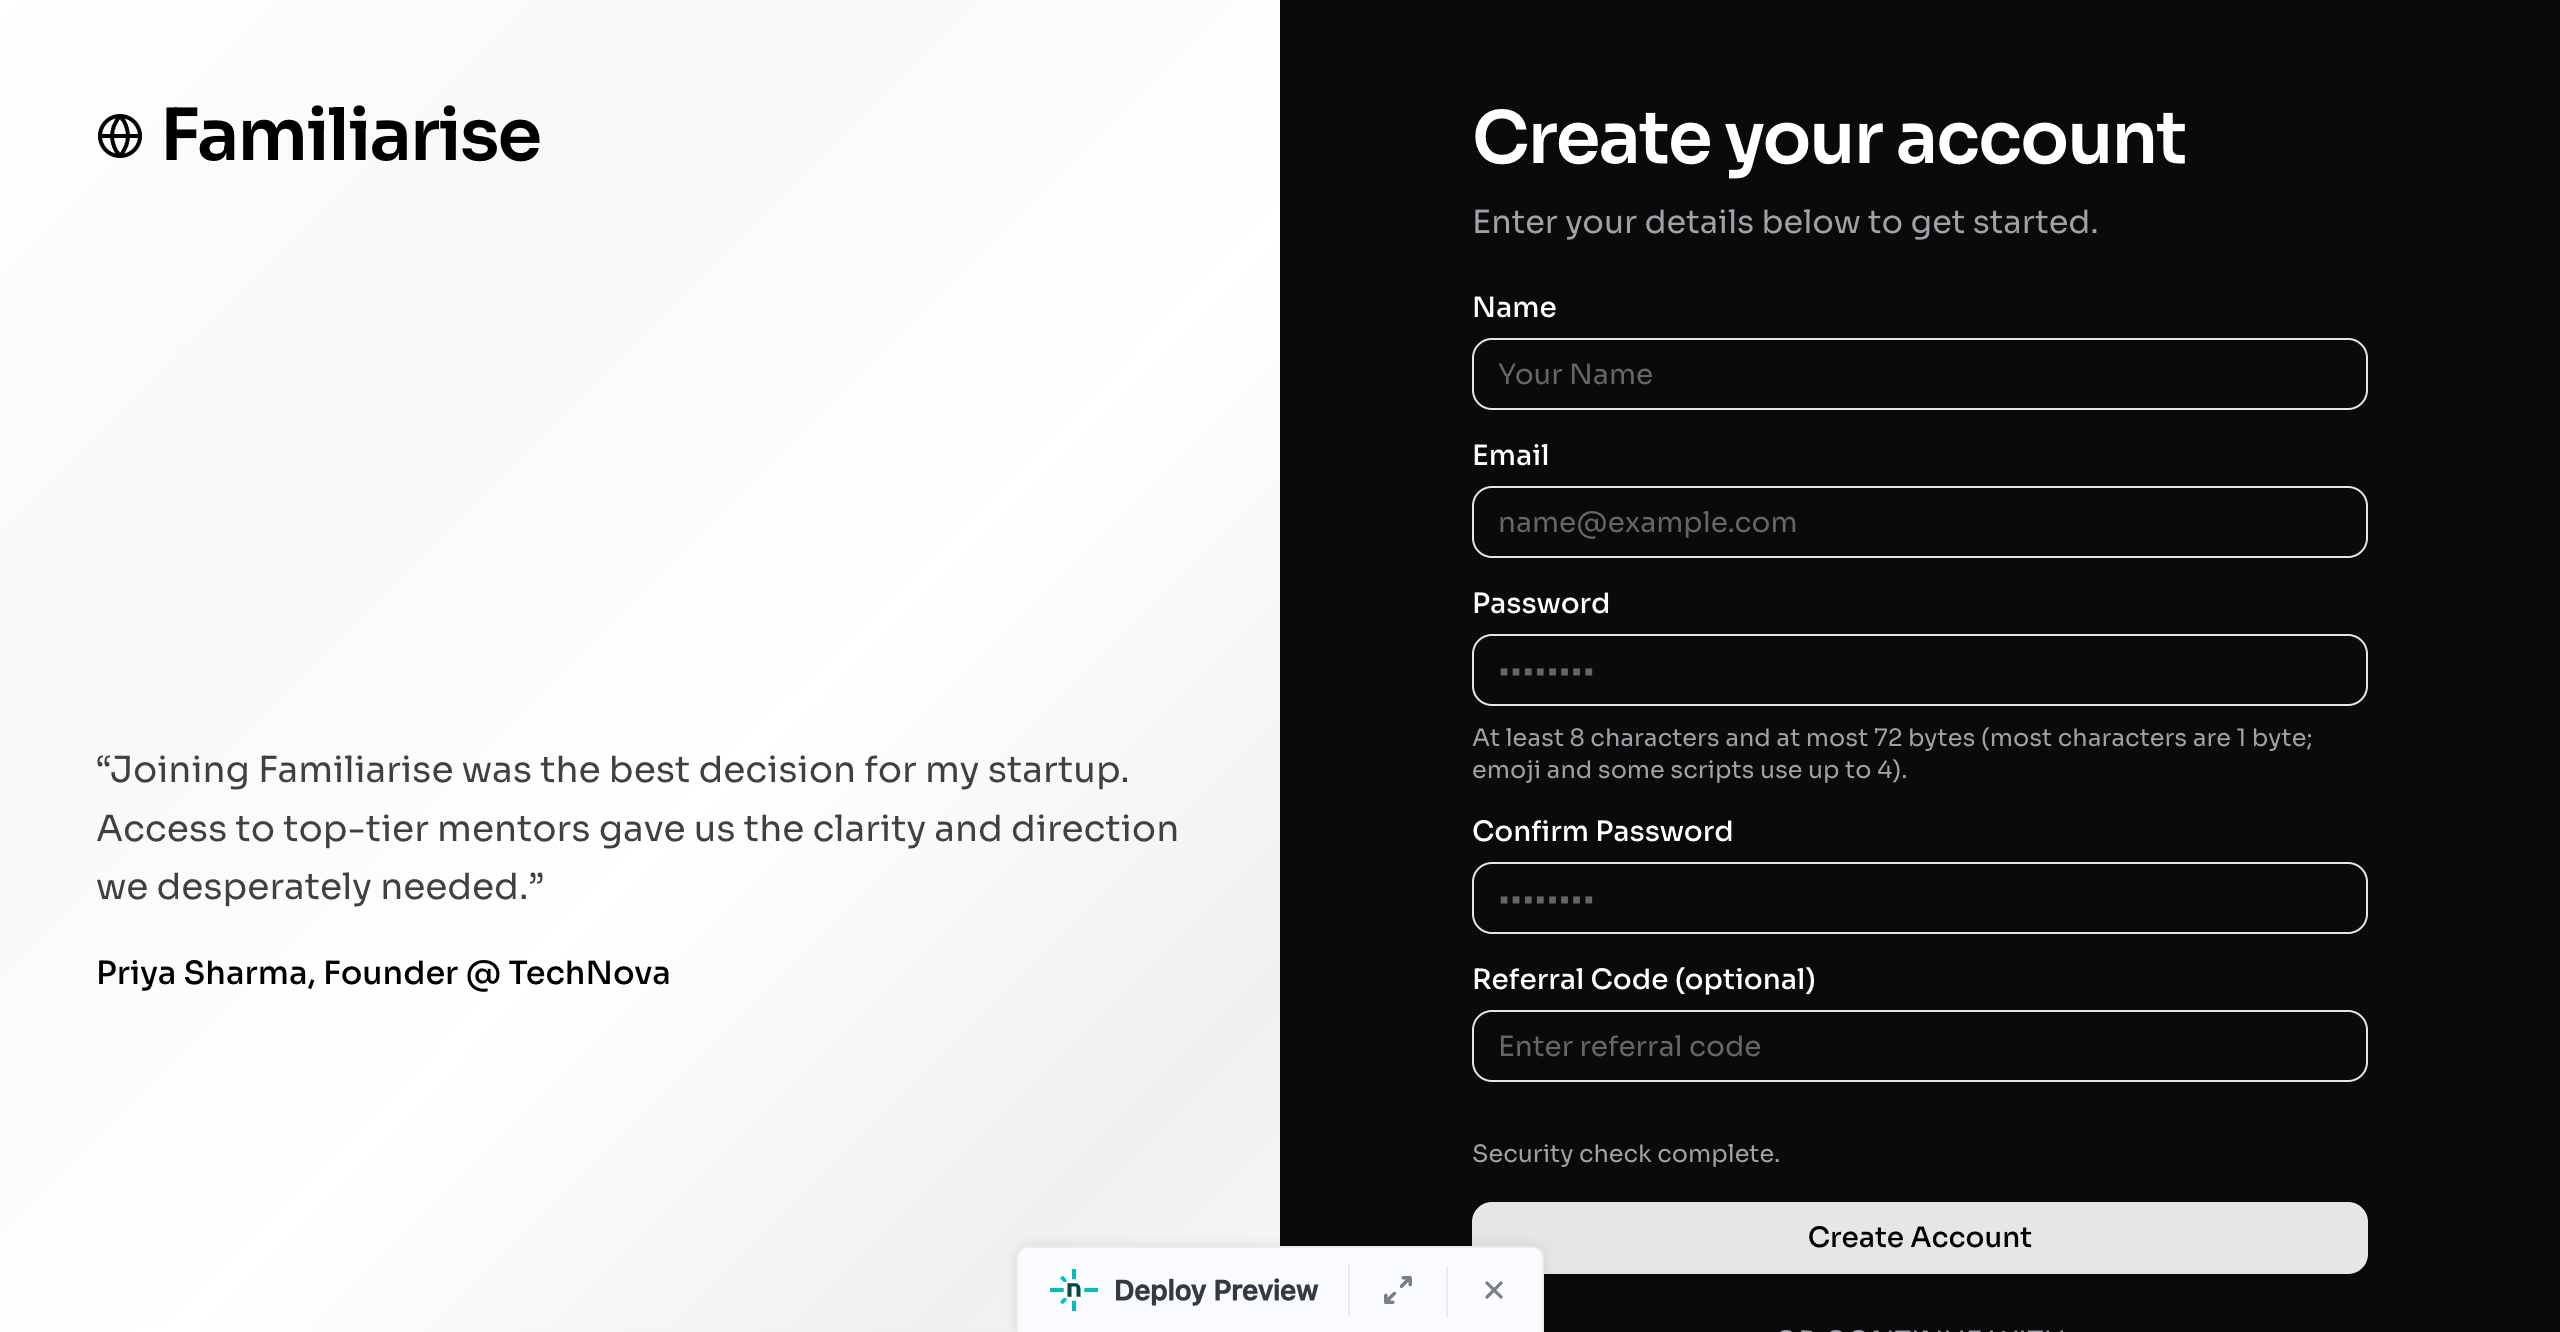 Familiarise
“Joining Familiarise was the best decision for my startup.
Access to top-tier mentors gave us the clarity and direction
we desperately needed.”
Priya Sharma, Founder @ TechNova
Create your account
Enter your details below to get started.
Name
Your Name
Email
name@example.com
Password
At least 8 characters and at most 72 bytes (most characters are 1 byte;
emoji and some scripts use up to 4).
Confirm Password
Referral Code (optional)
Enter referral code
Security check complete.
Create Account
Deploy Preview
OR CONTINUE WITH